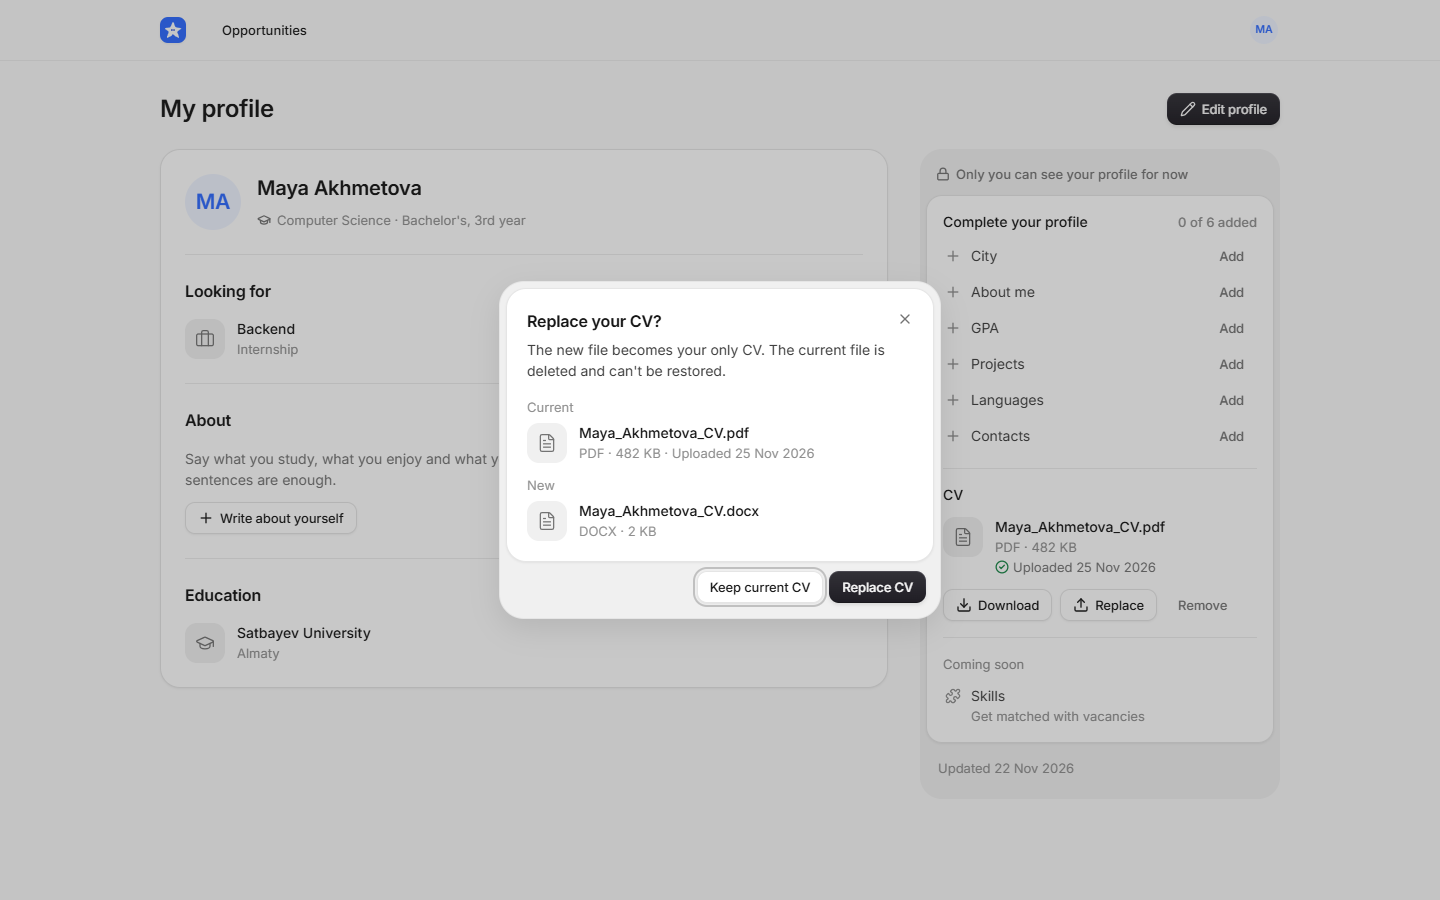 Opportunities
MA
My profile
Edit profile
MA
Maya Akhmetova
Computer Science · Bachelor's, 3rd year
Looking for
Backend
Internship
About
Say what you study, what you enjoy and what y
sentences are enough.
Write about yourself
Education
Satbayev University
Almaty
Only you can see your profile for now
Complete your profile
0 of 6 added
City
Add
About me
Add
GPA
Add
Projects
Add
Languages
Add
Contacts
Add
CV
Maya_Akhmetova_CV.pdf
PDF · 482 KB
Uploaded 25 Nov 2026
Download
Replace
Remove
Coming soon
Skills
Get matched with vacancies
Updated 22 Nov 2026
Replace your CV?
The new file becomes your only CV. The current file is
deleted and can't be restored.
Current
Maya_Akhmetova_CV.pdf
PDF · 482 KB · Uploaded 25 Nov 2026
New
Maya_Akhmetova_CV.docx
DOCX · 2 KB
Keep current CV
Replace CV